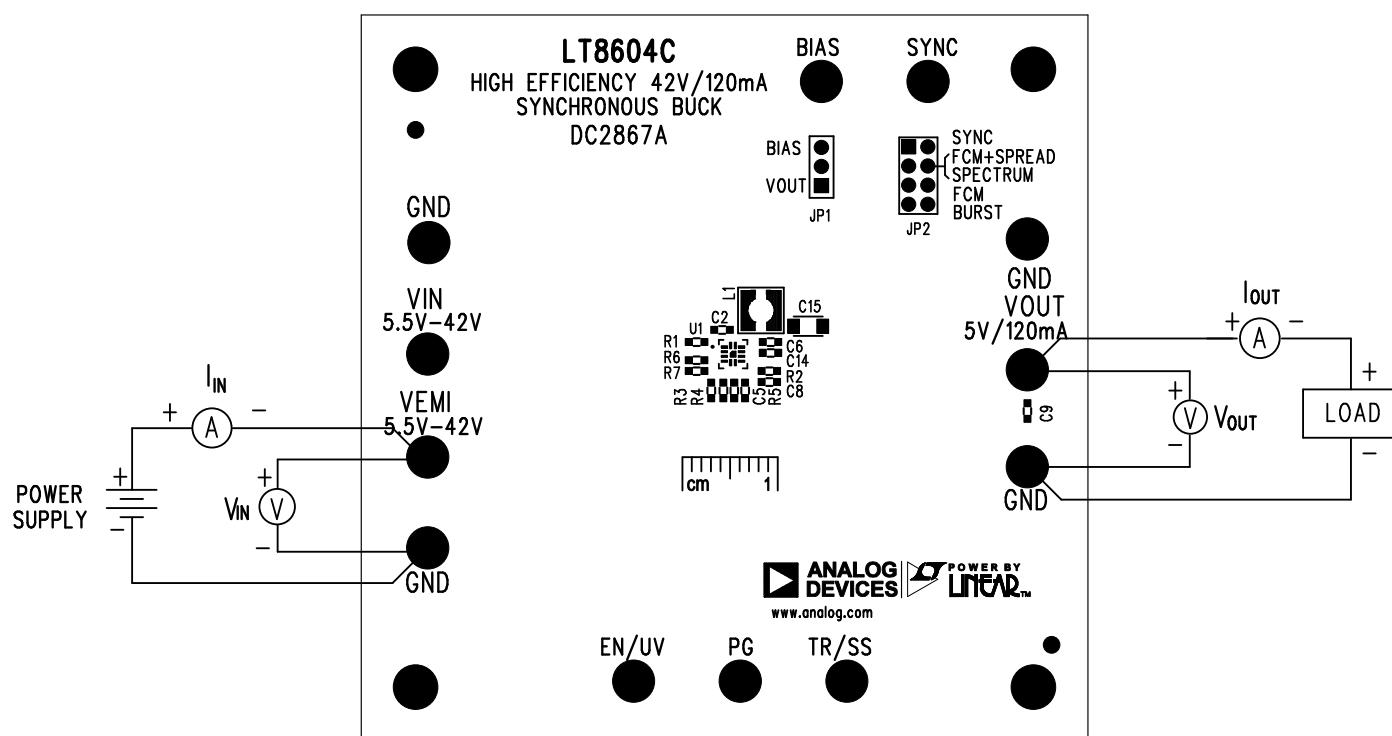 LT8604C
HIGH EFFICIENCY 42V/120mA
SYNCHRONOUS BUCK
DC2867A
BIAS
SYNC
BIAS
VOUT
JP1
SYNC
FCM+SPREAD
SPECTRUM
FCM
BURST
JP2
GND
VIN
5.5V-42V
VEMI
5.5V-42V
GND
GND
VOUT
5V/120mA
GND
L1
C15
C2
U1
R1
R6
R7
C6
C14
R2
C8
R3
R4
C5
R5
C9
cm 1
IIN
+ A -
+
POWER
SUPPLY
-
+
VIN V
-
IOUT
+ A -
+
V VOUT
-
+
LOAD
-
ANALOG
DEVICES
POWER BY
LINEAR™
www.analog.com
EN/UV
PG
TR/SS